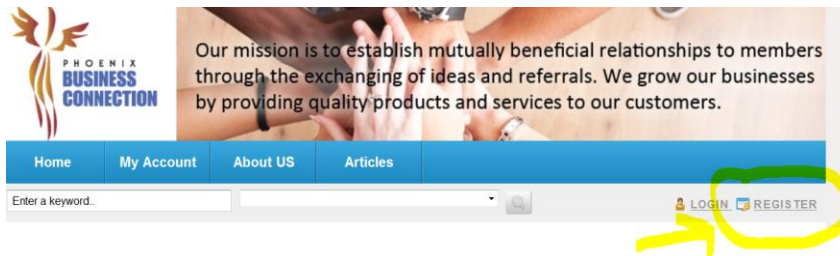 PHOENIX
BUSINESS
CONNECTION
Our mission is to establish mutually beneficial relationships to members
through the exchanging of ideas and referrals. We grow our businesses
by providing quality products and services to our customers.
Home My Account About US Articles
Enter a keyword.. LOGIN REGISTER